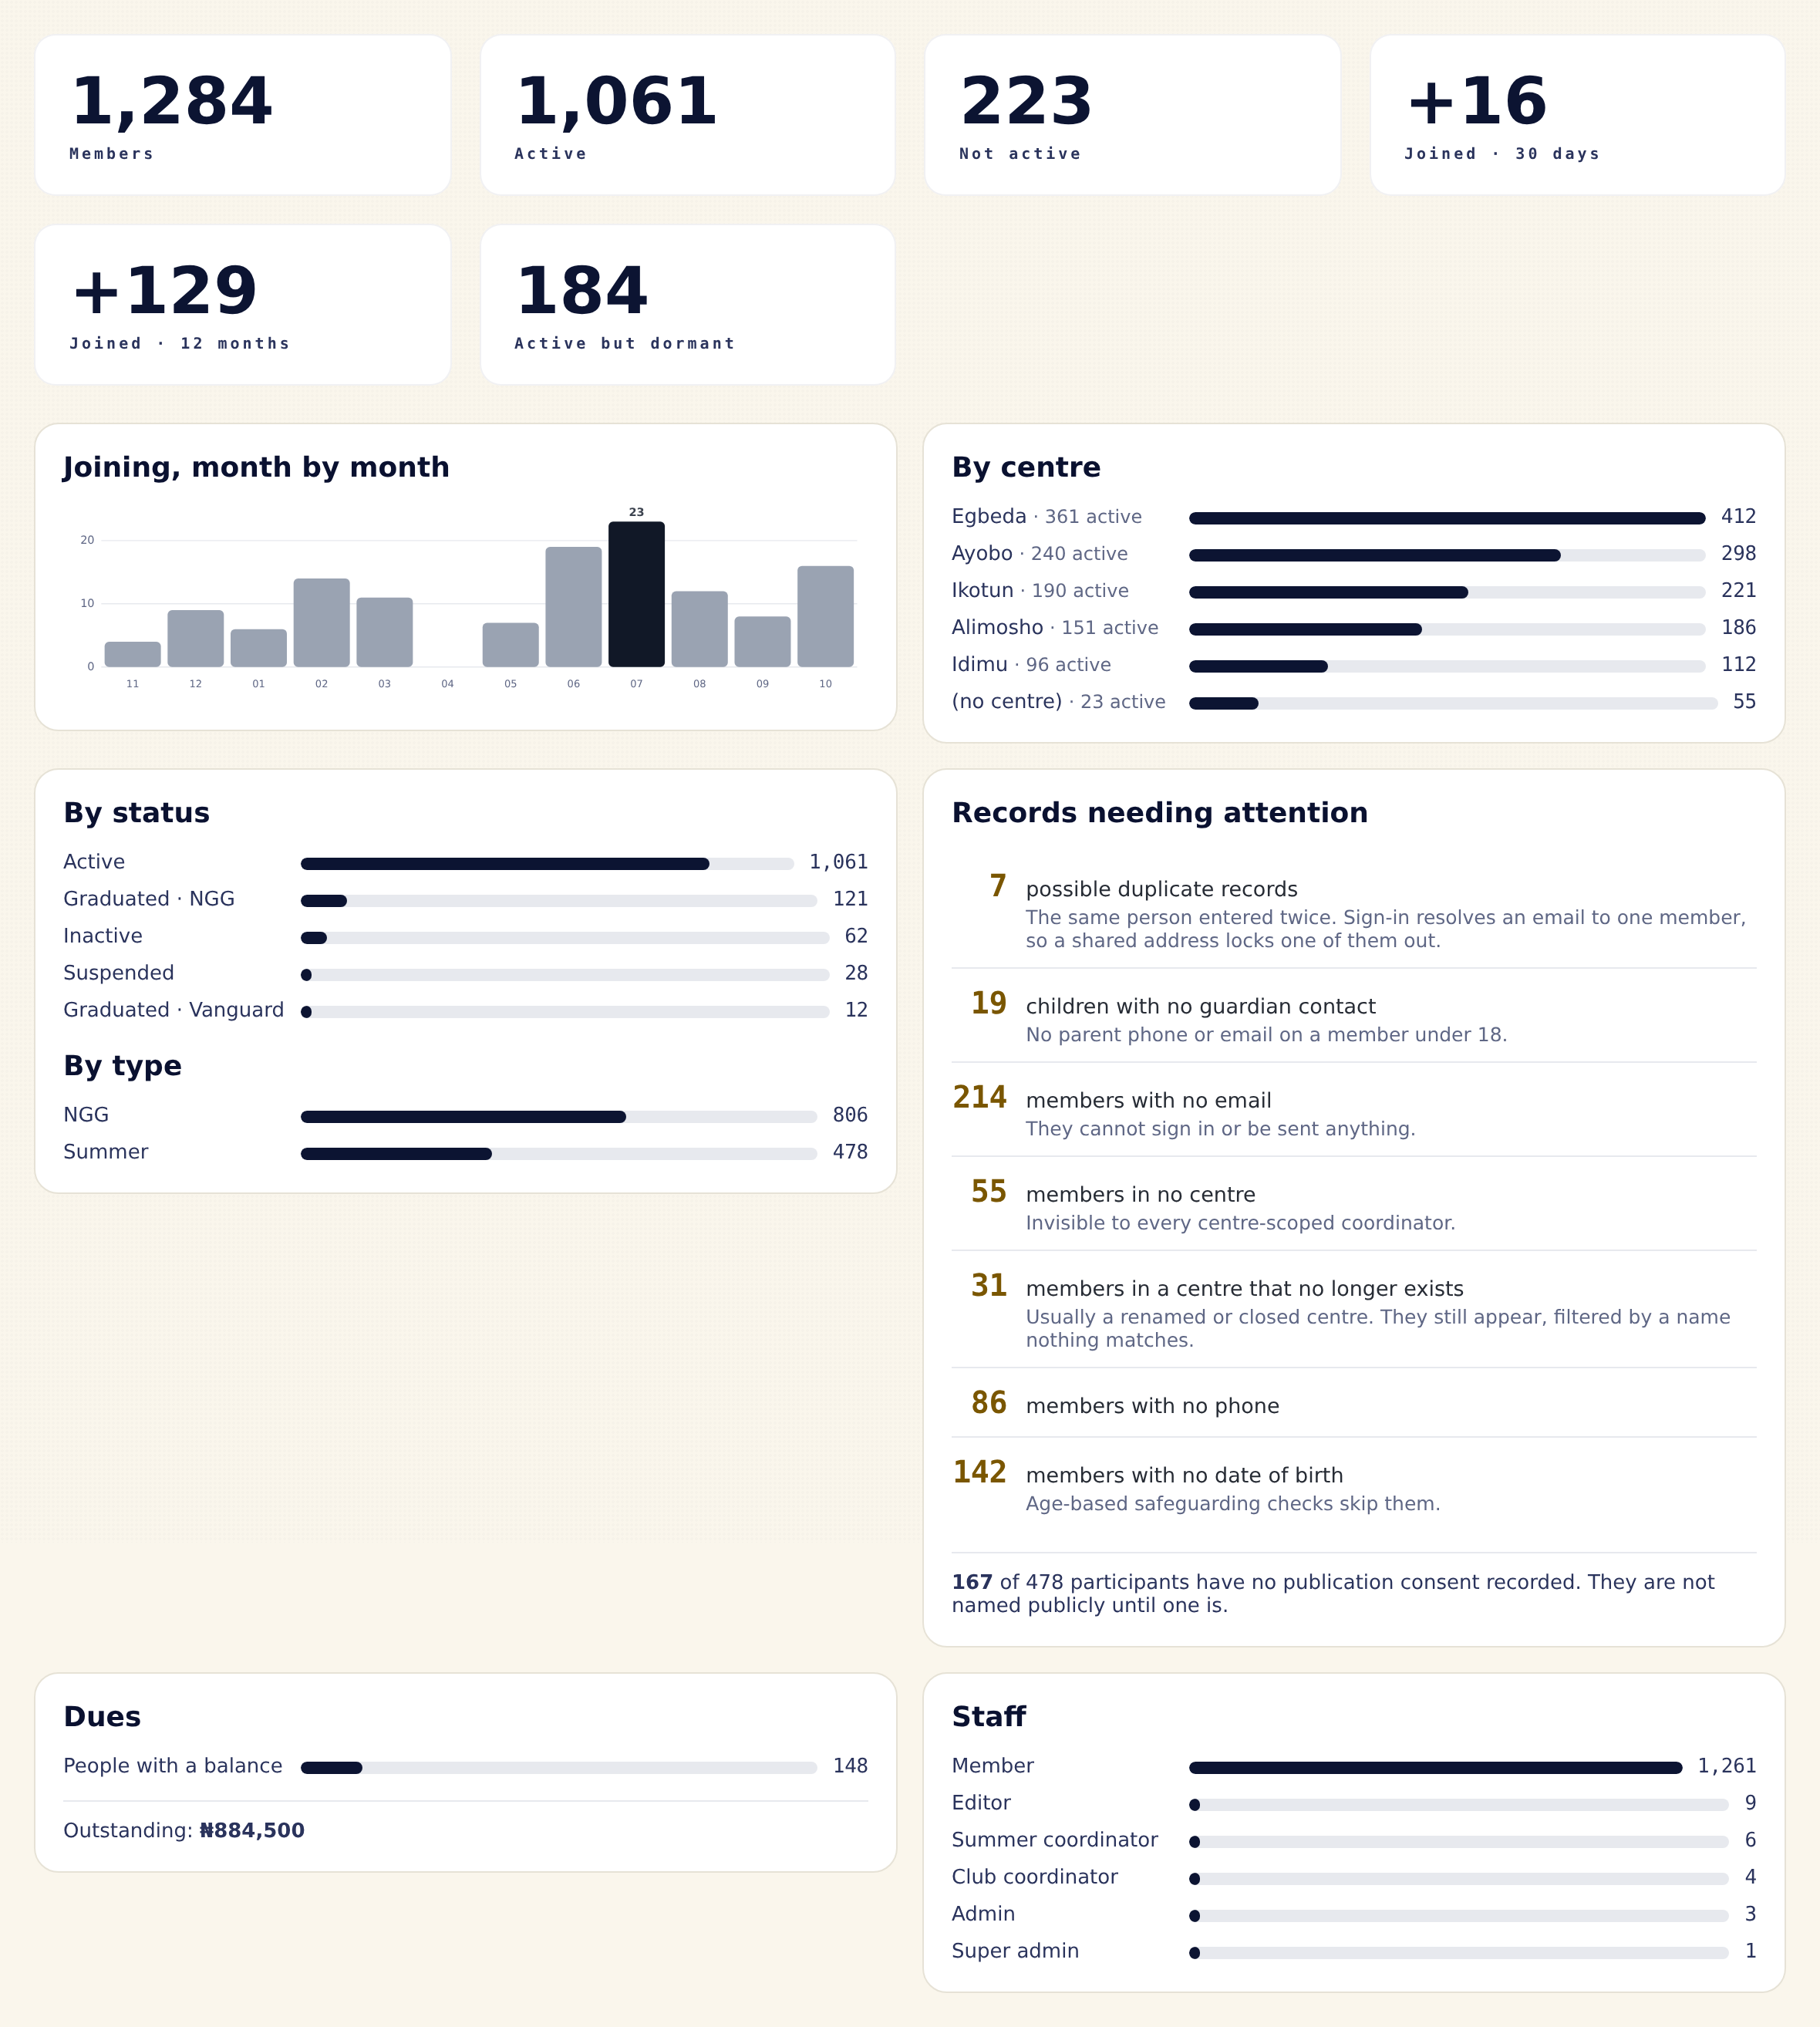 1,284
Members
1,061
Active
223
Not active
+16
Joined · 30 days
+129
Joined · 12 months
184
Active but dormant
Joining, month by month
23
20
10
0
11 12 01 02 03 04 05 06 07 08 09 10
By centre
Egbeda · 361 active 412
Ayobo · 240 active 298
Ikotun · 190 active 221
Alimosho · 151 active 186
Idimu · 96 active 112
(no centre) · 23 active 55
By status
Active 1,061
Graduated · NGG 121
Inactive 62
Suspended 28
Graduated · Vanguard 12
By type
NGG 806
Summer 478
Records needing attention
7 possible duplicate records
The same person entered twice. Sign-in resolves an email to one member,
so a shared address locks one of them out.
19 children with no guardian contact
No parent phone or email on a member under 18.
214 members with no email
They cannot sign in or be sent anything.
55 members in no centre
Invisible to every centre-scoped coordinator.
31 members in a centre that no longer exists
Usually a renamed or closed centre. They still appear, filtered by a name
nothing matches.
86 members with no phone
142 members with no date of birth
Age-based safeguarding checks skip them.
167 of 478 participants have no publication consent recorded. They are not
named publicly until one is.
Dues
People with a balance 148
Outstanding: ₦884,500
Staff
Member 1,261
Editor 9
Summer coordinator 6
Club coordinator 4
Admin 3
Super admin 1